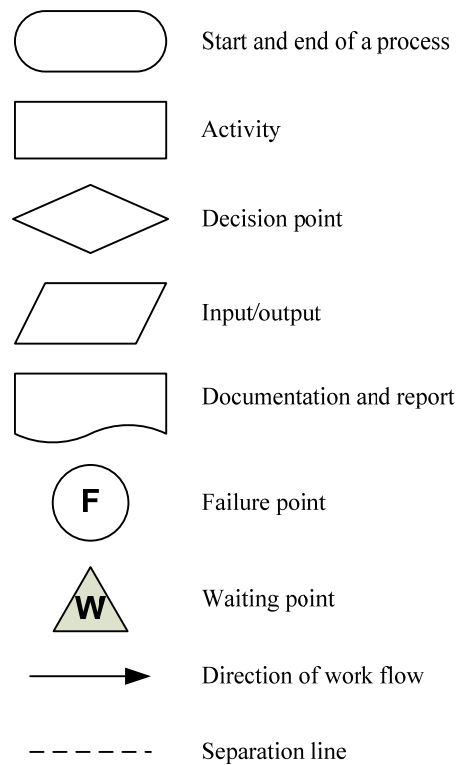 Start and end of a process
Activity
Decision point
Input/output
Documentation and report
F
Failure point
W
Waiting point
Direction of work flow
Separation line